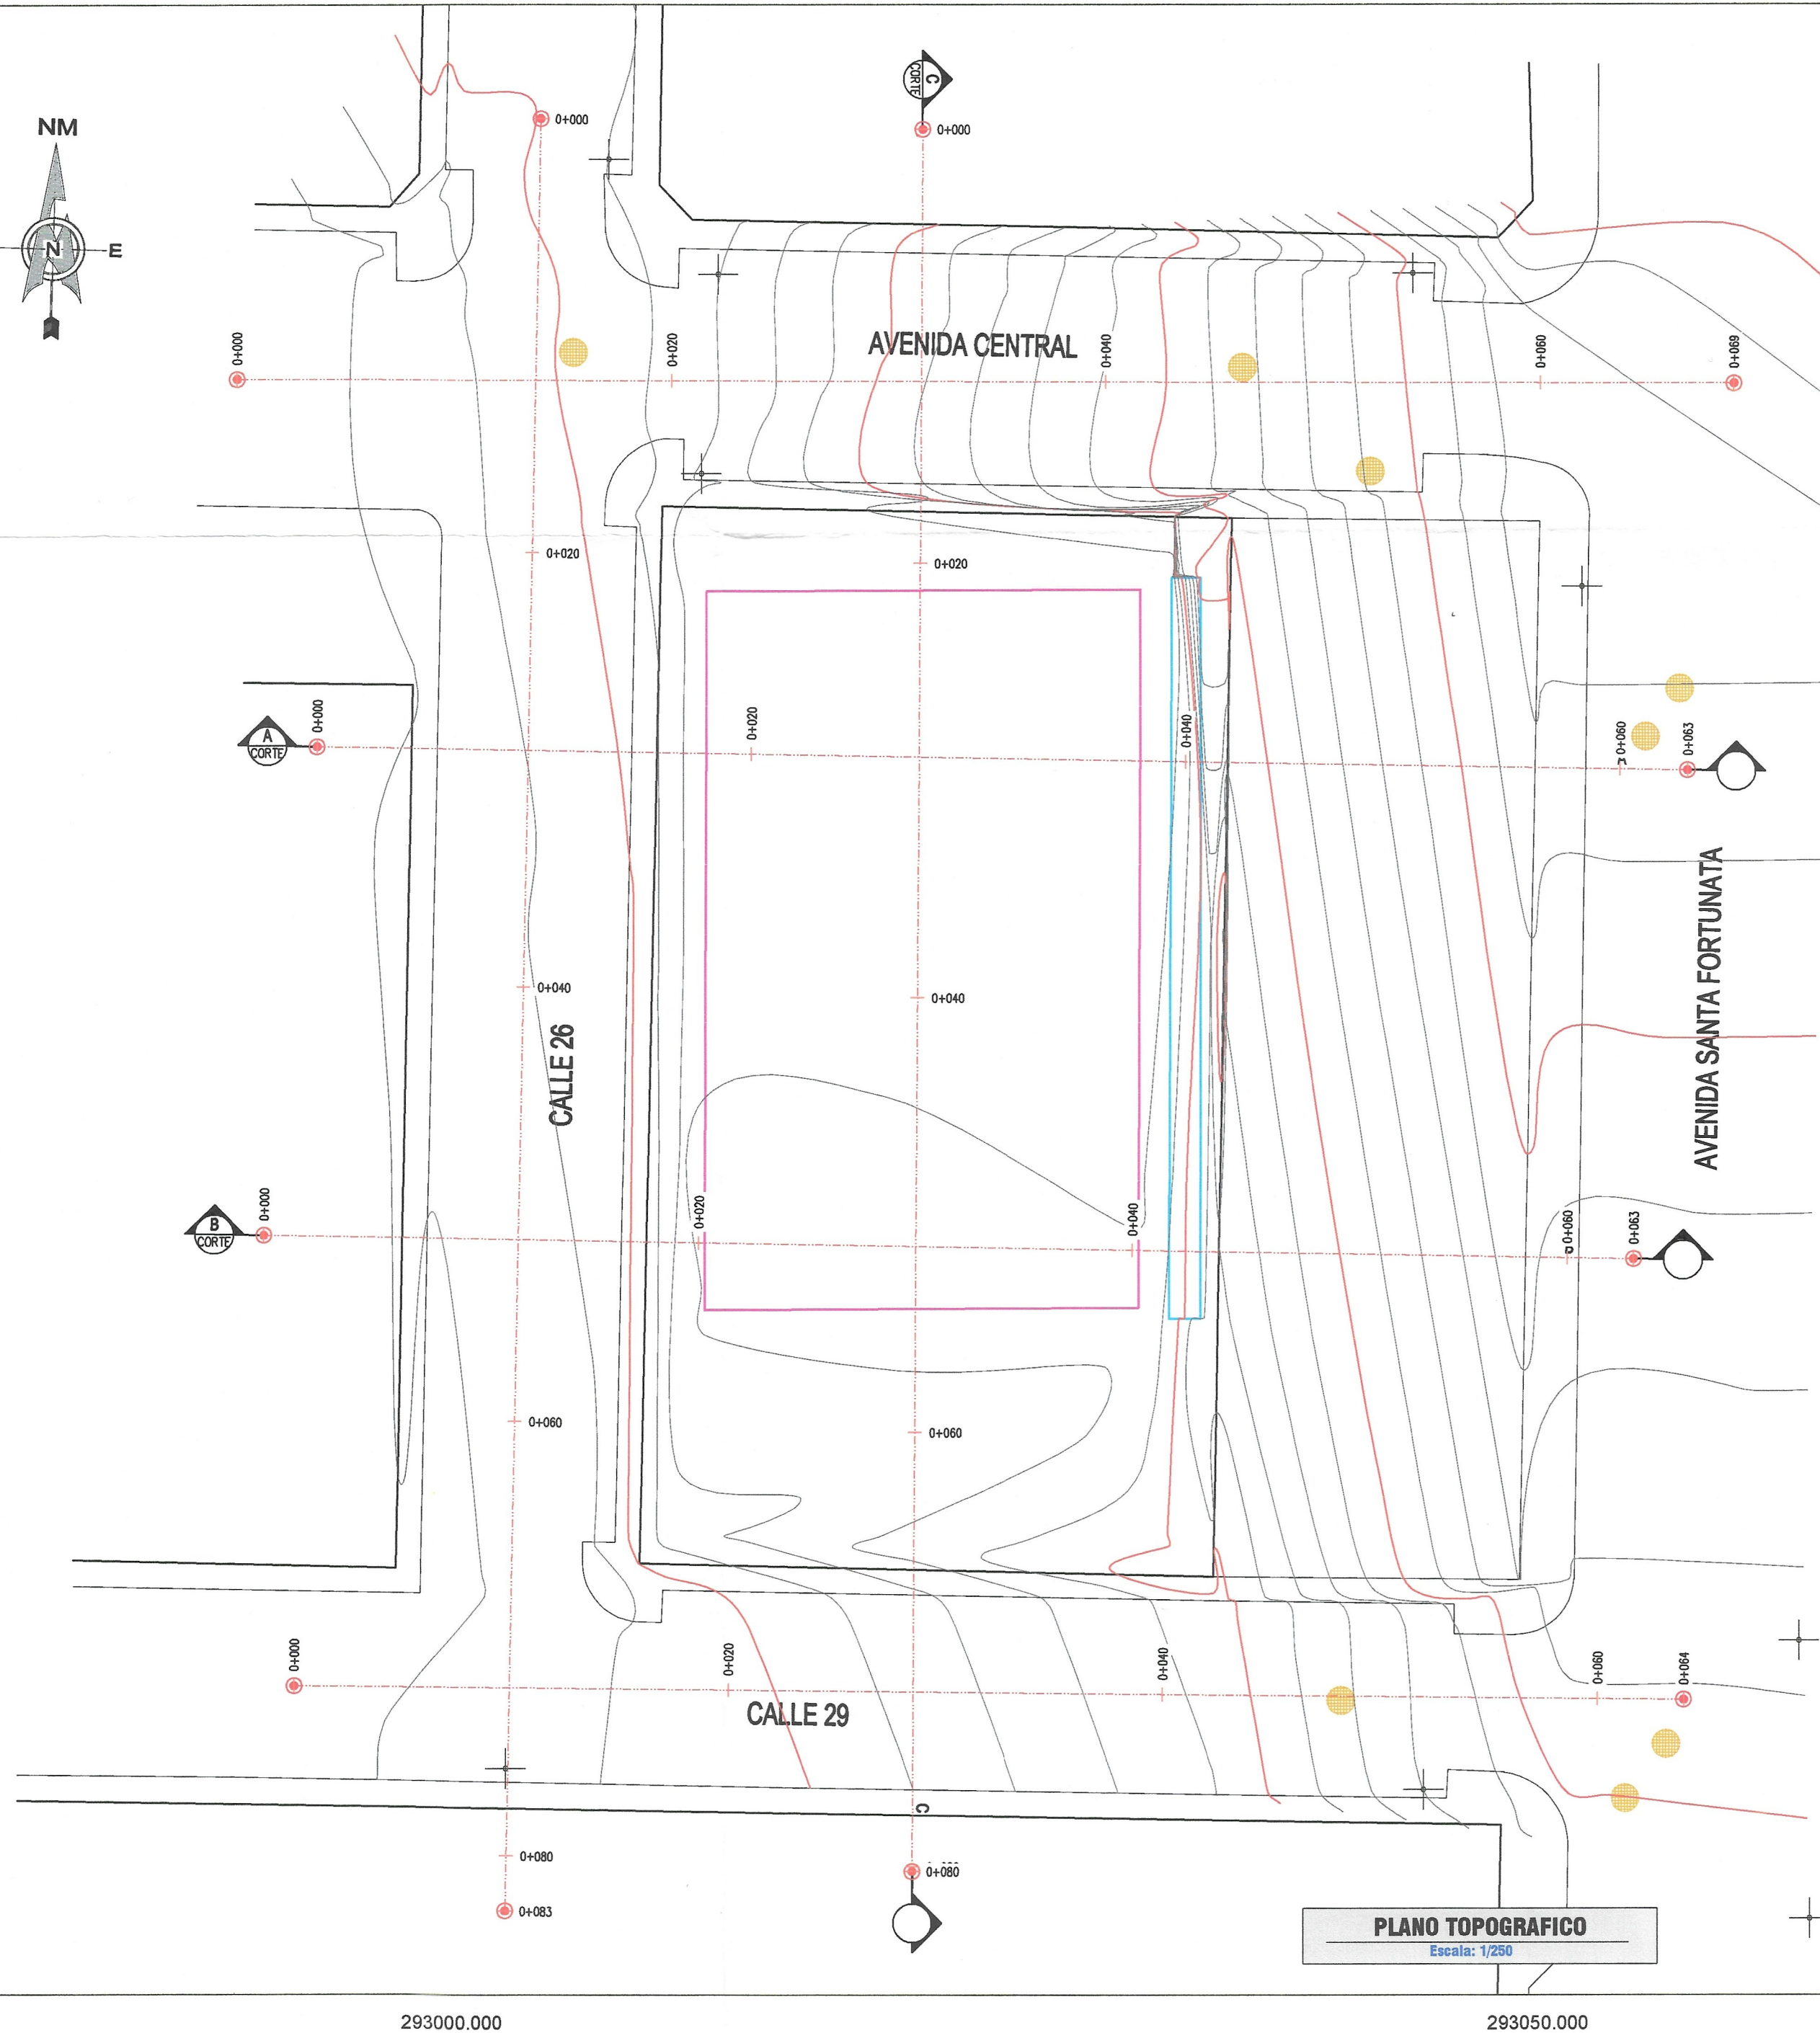 C
CORTE
0+000
0+000
NM
N
E
AVENIDA CENTRAL
0+000
0+020
0+040
0+060
0+069
0+020
0+020
A
CORTE
0+000
0+020
0+040
0+060
0+063
AVENIDA SANTA FORTUNATA
0+040
0+040
CALLE 26
B
CORTE
0+000
0+020
0+040
0+060
0+063
0+060
0+060
0+000
0+020
0+040
0+060
0+064
CALLE 29
C
0+080
0+080
0+083
PLANO TOPOGRAFICO
Escala: 1/250
293000.000
293050.000